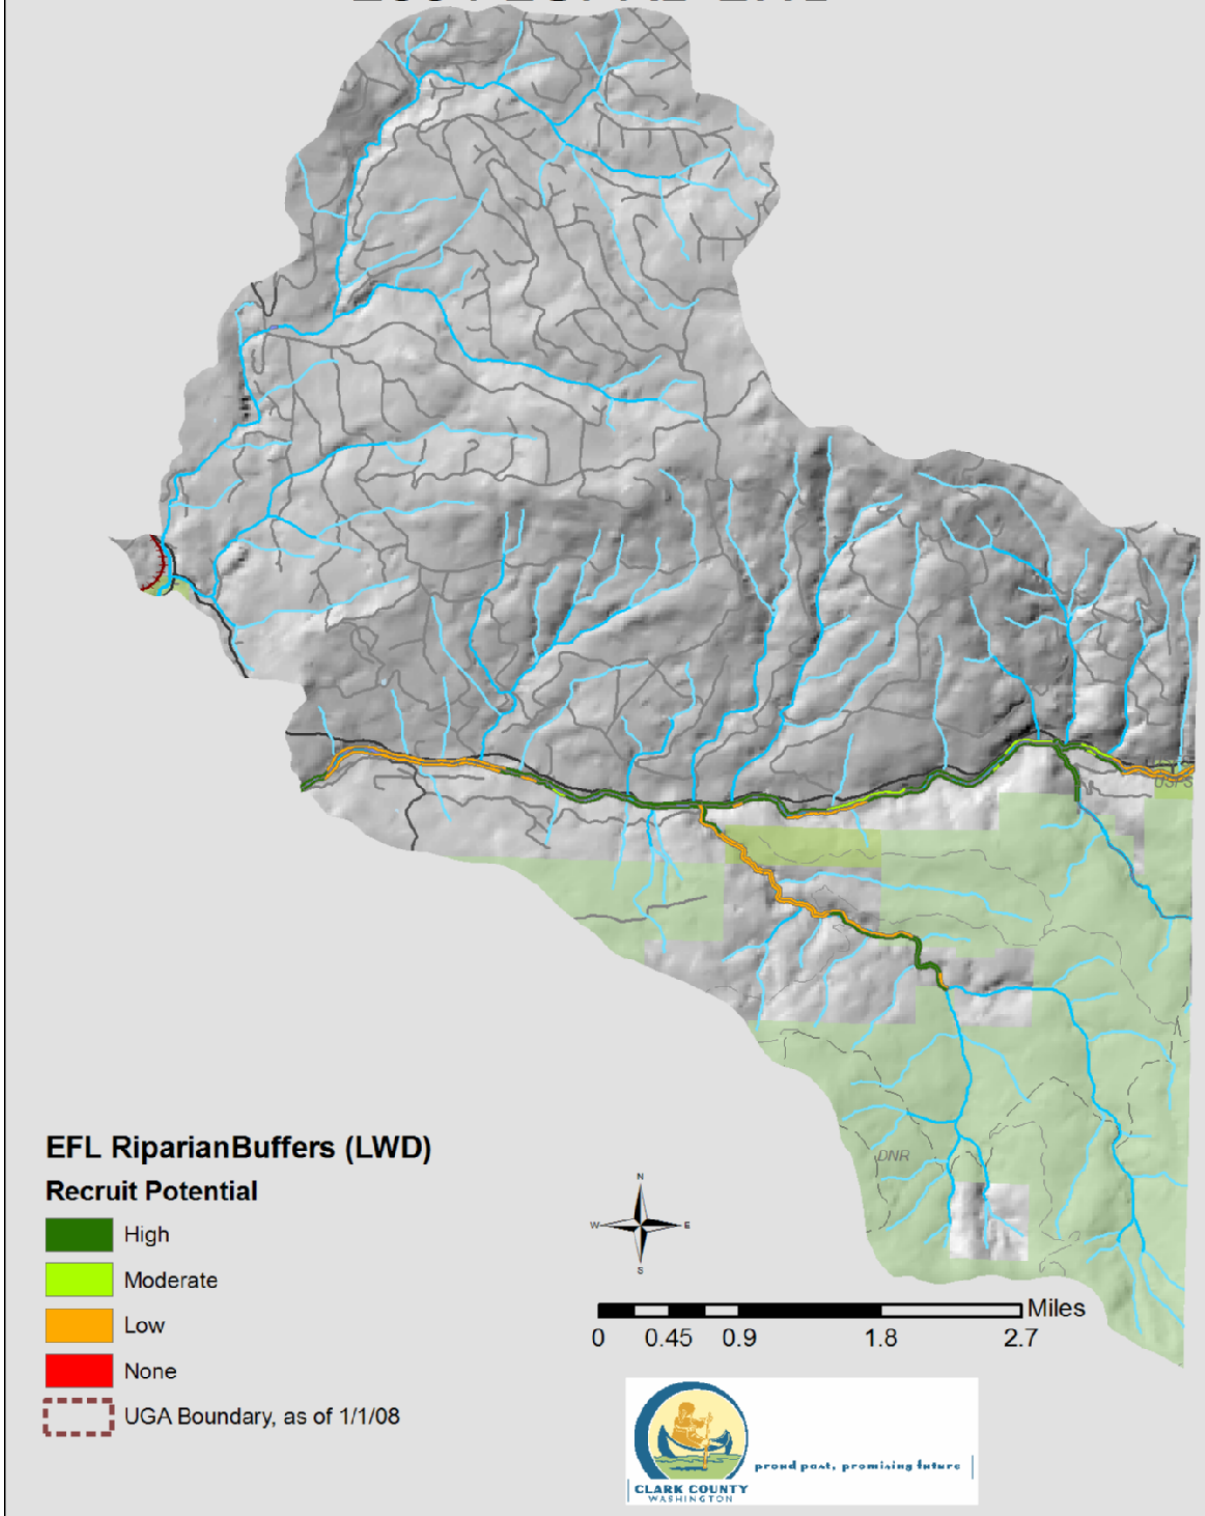 USFS
DNR
EFL RiparianBuffers (LWD)
Recruit Potential
High
Moderate
Low
None
UGA Boundary, as of 1/1/08
N
W E
S
Miles
0 0.45 0.9 1.8 2.7
proud past, promising future
CLARK COUNTY
WASHINGTON